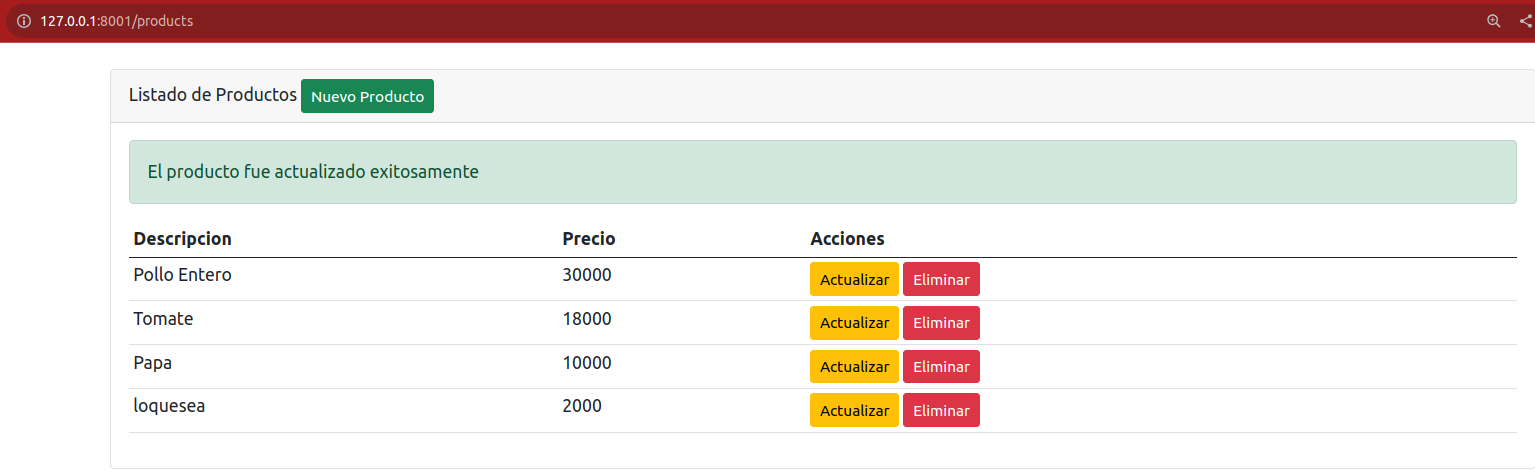 127.0.0.1:8001/products
Listado de Productos Nuevo Producto
El producto fue actualizado exitosamente
Descripcion Precio Acciones
Pollo Entero 30000 Actualizar Eliminar
Tomate 18000 Actualizar Eliminar
Papa 10000 Actualizar Eliminar
loquesea 2000 Actualizar Eliminar